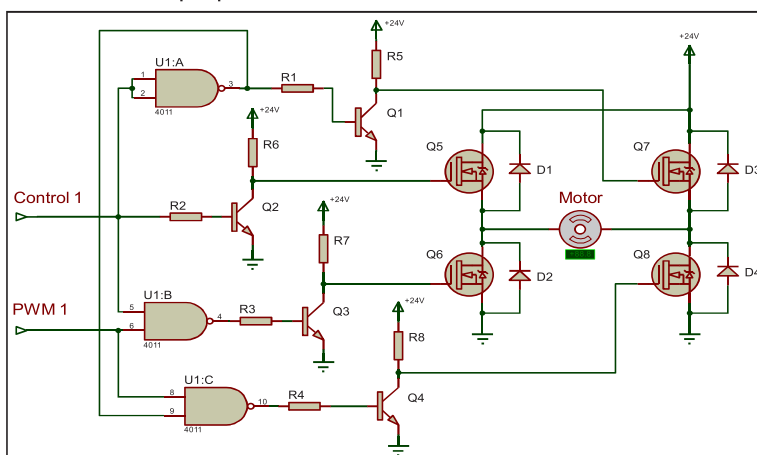 +24V
+24V
U1:A
R5
1
2
3
R1
4011
Q1
+24V
R6
Q5
Q7
D1
D3
Control 1
R2
Q2
+24V
Motor
R7
Q6
Q8
D2
D4
PWM 1
U1:B
5
6
4
R3
Q3
4011
+24V
R8
U1:C
8
9
10
R4
Q4
4011